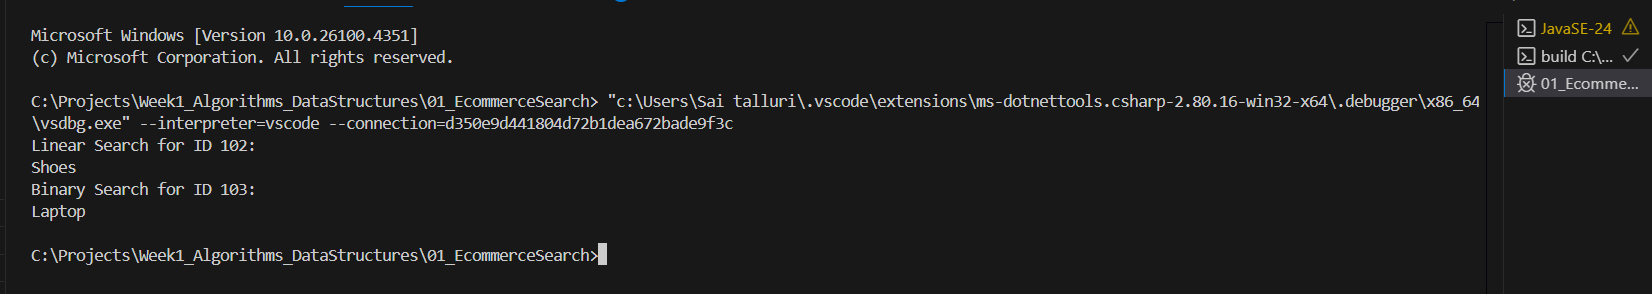 Microsoft Windows [Version 10.0.26100.4351]
(c) Microsoft Corporation. All rights reserved.
C:\Projects\Week1_Algorithms_DataStructures\01_EcommerceSearch> "c:\Users\Sai talluri\.vscode\extensions\ms-dotnettools.csharp-2.80.16-win32-x64\.debugger\x86_64
\vsdbg.exe" --interpreter=vscode --connection=d350e9d441804d72b1dea672bade9f3c
Linear Search for ID 102:
Shoes
Binary Search for ID 103:
Laptop
C:\Projects\Week1_Algorithms_DataStructures\01_EcommerceSearch>
JavaSE-24
build C:\...
01_Ecomme...